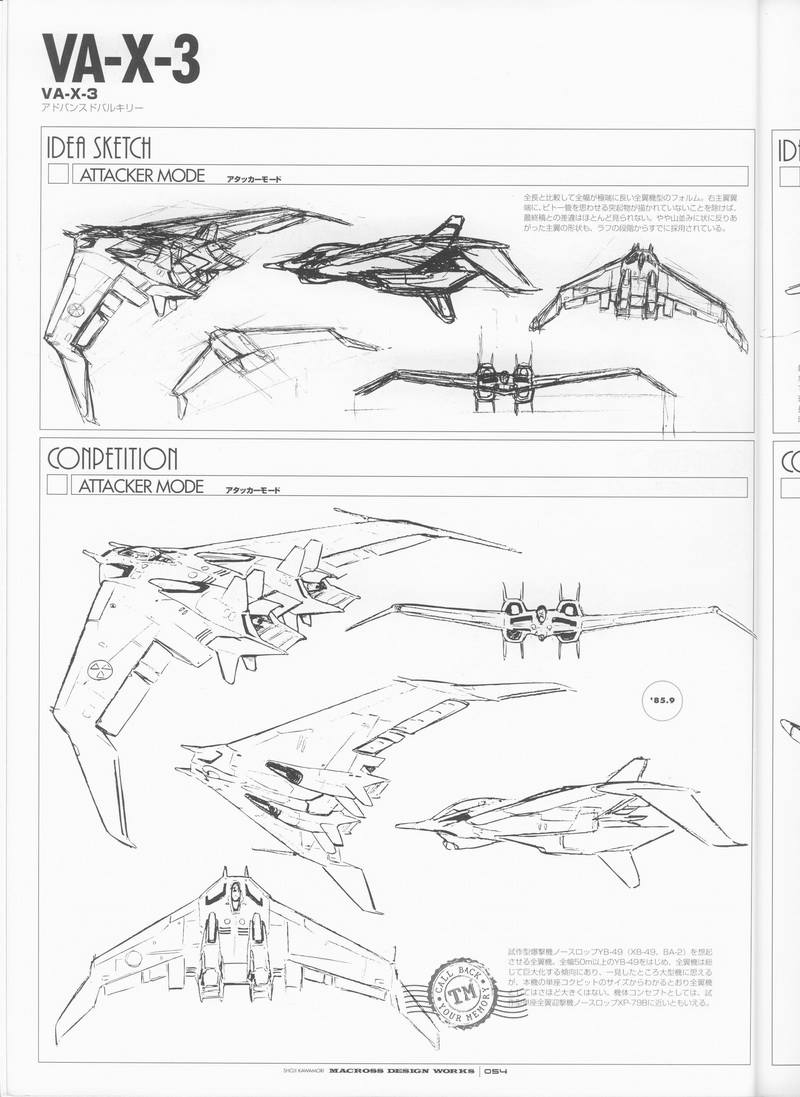 VA-X-3
VA-X-3
アドバンスドバルキリー
IDEA SKETCH
ATTACKER MODE アタッカーモード
全長と比較して全幅が極端に長い全翼機型のフォルム。右主翼翼
端に、ピトー管を思わせる突起物が描かれていないことを除けば、
最終稿との差違はほとんど見られない。やや山並みに状に反りあ
がった主翼の形状も、ラフの段階からすでに採用されている。
CONPETITION
ATTACKER MODE アタッカーモード
'85.9
試作型爆撃機ノースロップYB-49（XB-49、BA-2）を想起
させる全翼機。全幅50m以上のYB-49をはじめ、全翼機は総
じて巨大化する傾向にあり、一見したところ大型機に思える
が、本機の単座コクピットのサイズからわかるとおり全翼機
としてはさほど大きくはない。機体コンセプトとしては、試
全翼迎撃機ノースロップXP-79Bに近いともいえる。
CALL BACK
TM
YOUR MEMORY
SHOJI KAWAMORI MACROSS DESIGN WORKS 054
ID
CO